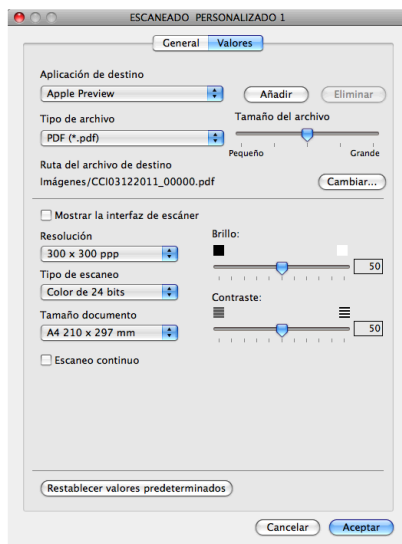 ESCANEADO PERSONALIZADO 1
General Valores
Aplicación de destino
Apple Preview Añadir Eliminar
Tipo de archivo Tamaño del archivo
PDF (*.pdf)
Pequeño Grande
Ruta del archivo de destino
Imágenes/CCI03122011_00000.pdf Cambiar...
Mostrar la interfaz de escáner
Resolución Brillo:
300 x 300 ppp 50
Tipo de escaneo
Color de 24 bits Contraste:
Tamaño documento
A4 210 x 297 mm 50
Escaneo continuo
Restablecer valores predeterminados
Cancelar Aceptar